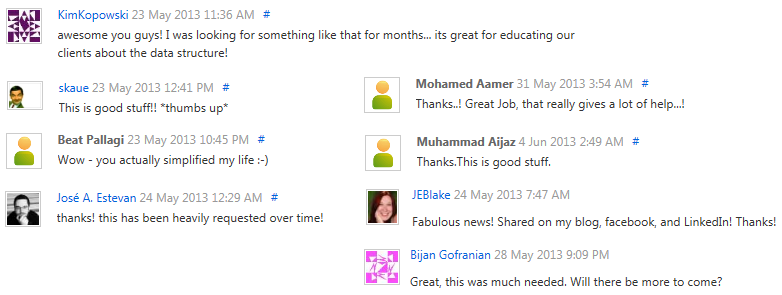 KimKopowski 23 May 2013 11:36 AM #
awesome you guys! I was looking for something like that for months... its great for educating our
clients about the data structure!
skaue 23 May 2013 12:41 PM #
This is good stuff!! *thumbs up*
Beat Pallagi 23 May 2013 10:45 PM #
Wow - you actually simplified my life :-)
José A. Estevan 24 May 2013 12:29 AM #
thanks! this has been heavily requested over time!
Mohamed Aamer 31 May 2013 3:54 AM #
Thanks..! Great Job, that really gives a lot of help...!
Muhammad Aijaz 4 Jun 2013 2:49 AM #
Thanks.This is good stuff.
JEBlake 24 May 2013 7:47 AM
Fabulous news! Shared on my blog, facebook, and LinkedIn! Thanks!
Bijan Gofranian 28 May 2013 9:09 PM
Great, this was much needed. Will there be more to come?